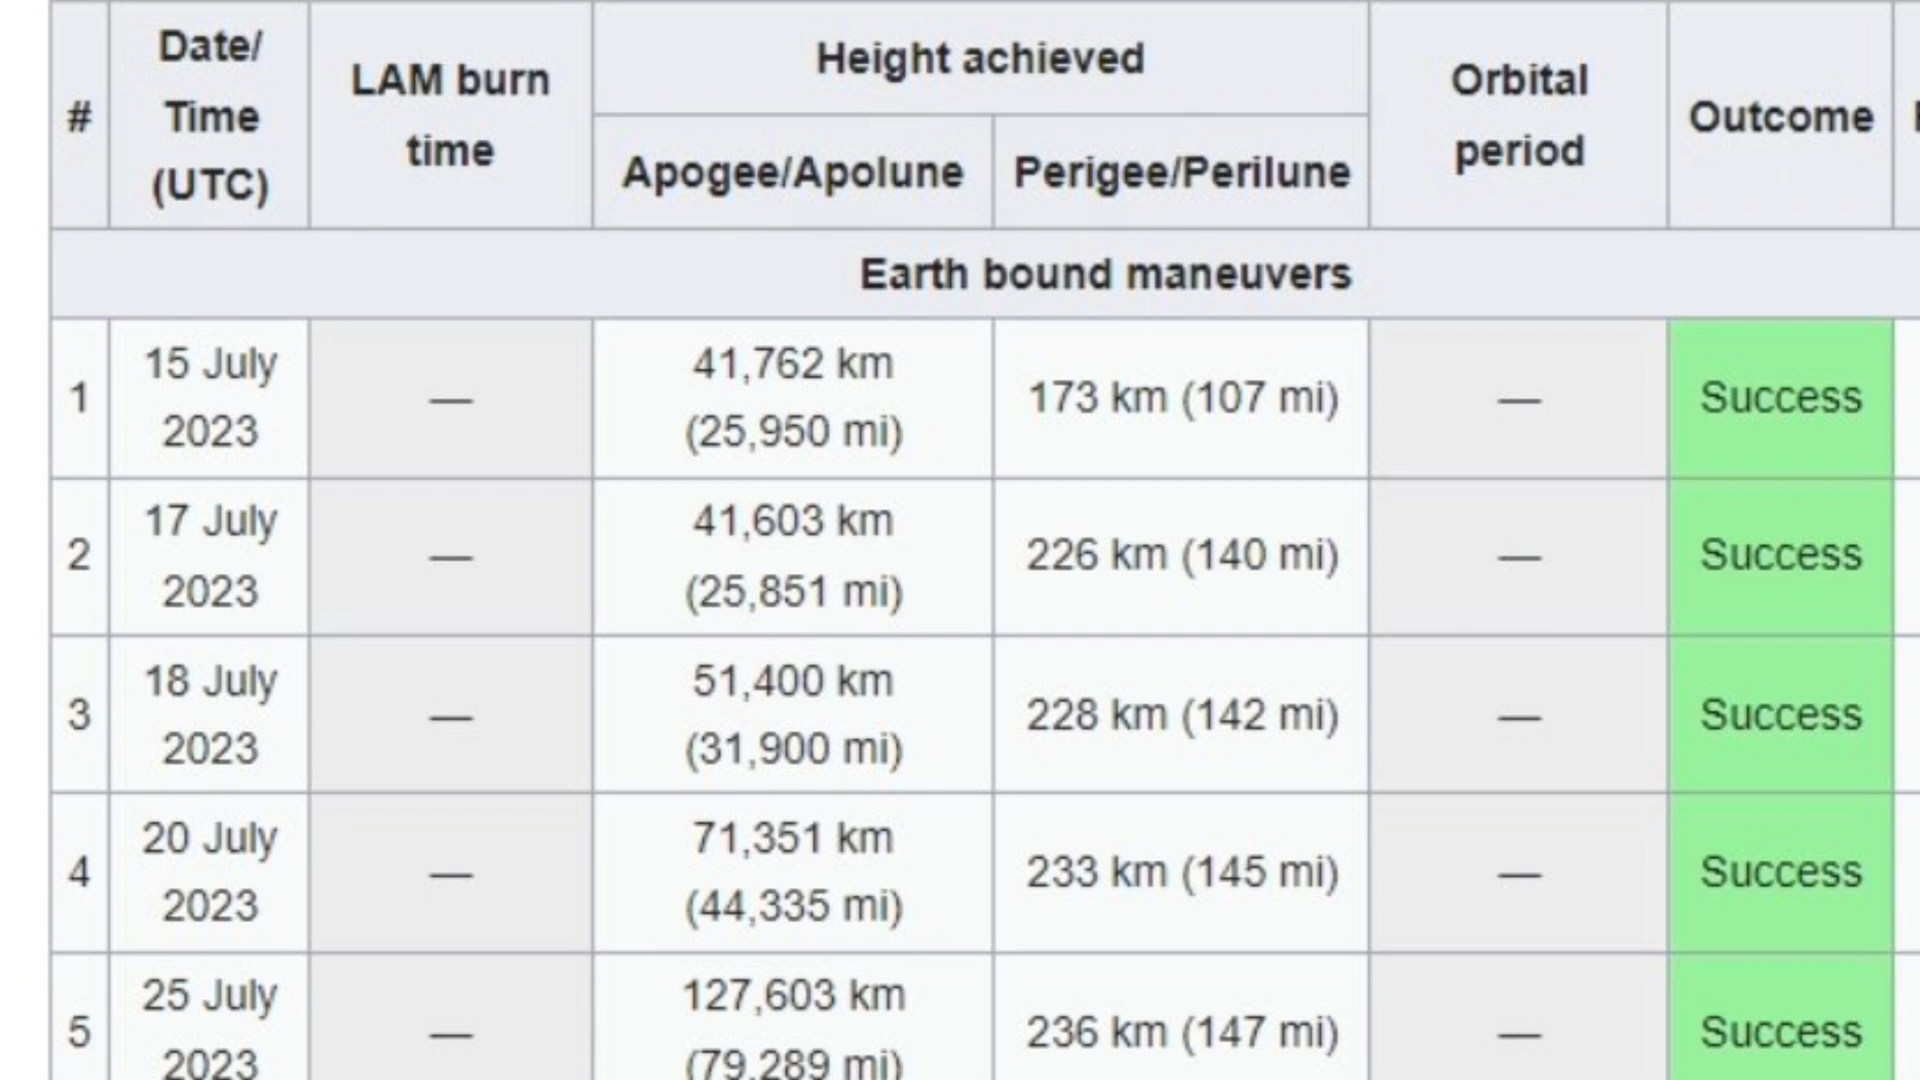 #
Date/
Time
(UTC)
LAM burn
time
Height achieved
Apogee/Apolune
Perigee/Perilune
Orbital
period
Outcome
Earth bound maneuvers
1
15 July
2023
—
41,762 km
(25,950 mi)
173 km (107 mi)
—
Success
2
17 July
2023
—
41,603 km
(25,851 mi)
226 km (140 mi)
—
Success
3
18 July
2023
—
51,400 km
(31,900 mi)
228 km (142 mi)
—
Success
4
20 July
2023
—
71,351 km
(44,335 mi)
233 km (145 mi)
—
Success
5
25 July
2023
—
127,603 km
(79,289 mi)
236 km (147 mi)
—
Success